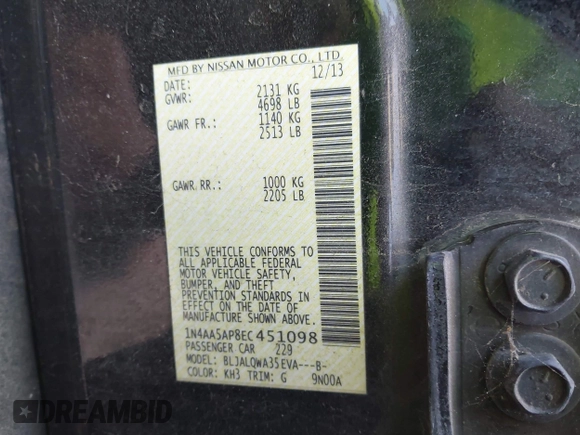 MFD BY NISSAN MOTOR CO., LTD.
DATE: 12/13
GVWR: 2131 KG
4698 LB
GAWR FR.: 1140 KG
2513 LB
GAWR RR.: 1000 KG
2205 LB
THIS VEHICLE CONFORMS TO
ALL APPLICABLE FEDERAL
MOTOR VEHICLE SAFETY,
BUMPER, AND THEFT
PREVENTION STANDARDS IN
EFFECT ON THE DATE OF
MANUFACTURE SHOWN ABOVE.
1N4AA5AP8EC451098
PASSENGER CAR 229
MODEL: BLJALQWA35EVA---B-
COLOR: KH3 TRIM: G 9N00A
DREAMBID